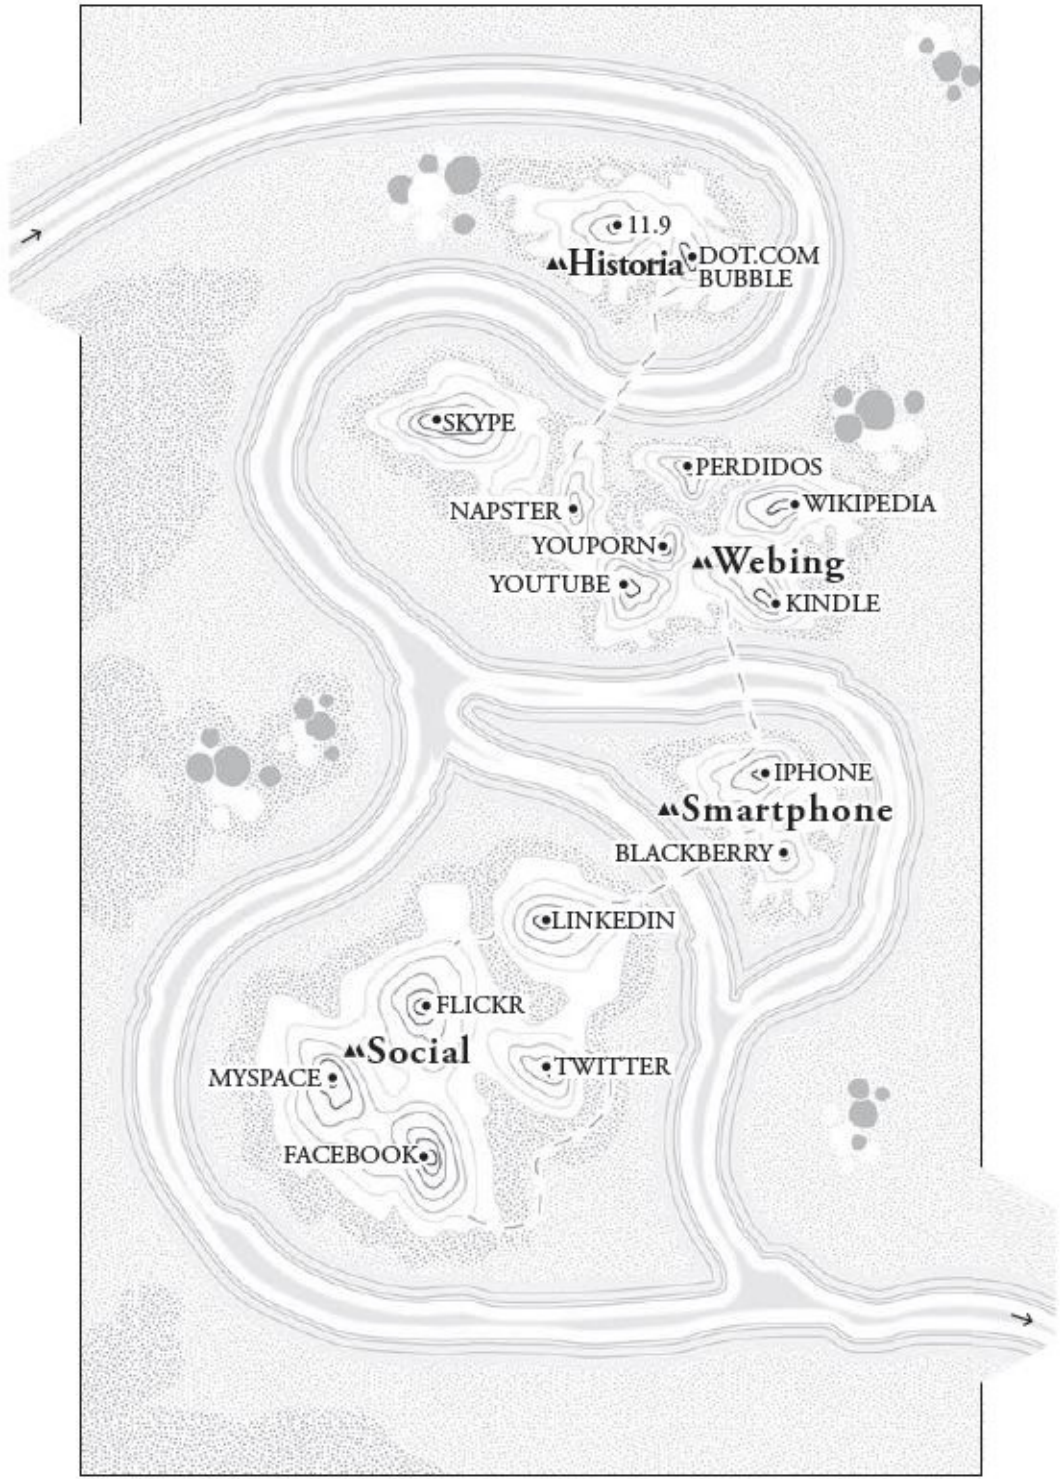 11.9
Historia
DOT.COM
BUBBLE
SKYPE
PERDIDOS
WIKIPEDIA
NAPSTER
YOUPORN
Webing
YOUTUBE
KINDLE
IPHONE
Smartphone
BLACKBERRY
LINKEDIN
FLICKR
Social
TWITTER
MYSPACE
FACEBOOK